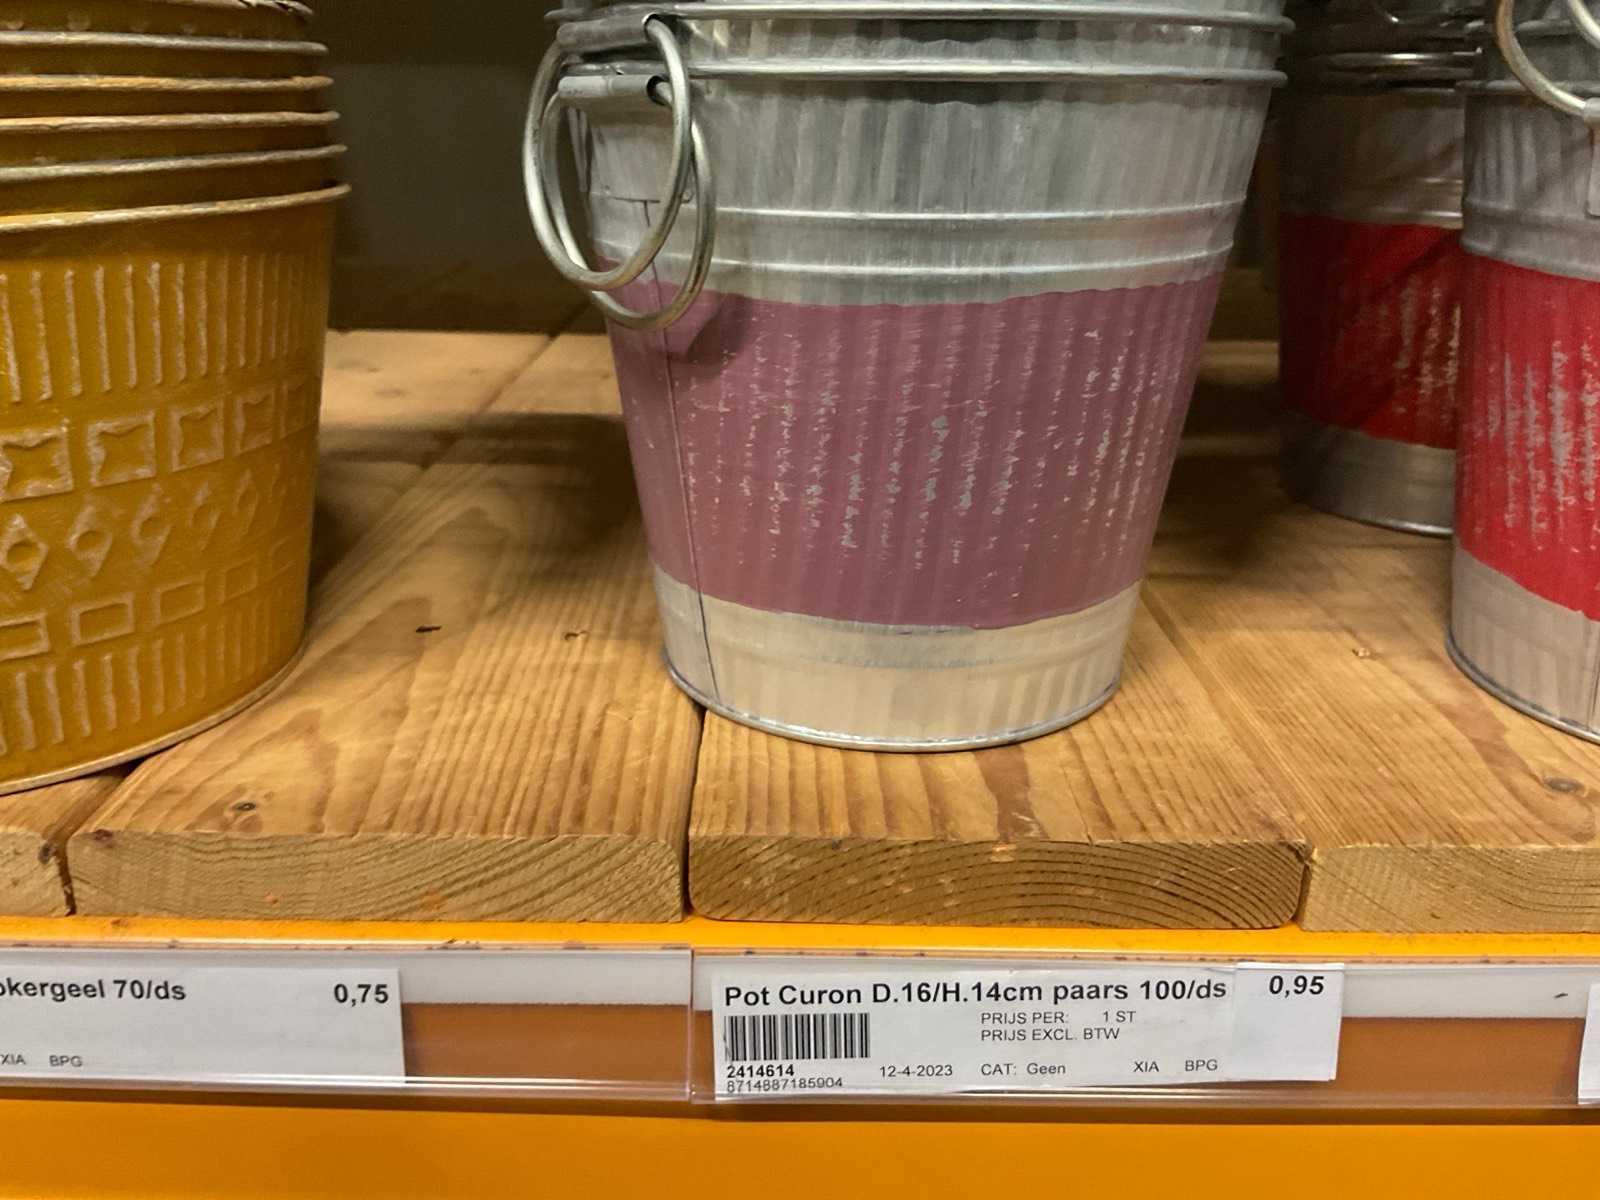 okergeel 70/ds 0,75
XIA BPG
Pot Curon D.16/H.14cm paars 100/ds 0,95
PRIJS PER: 1 ST
PRIJS EXCL. BTW
2414614 12-4-2023 CAT: Geen XIA BPG
8714887185904